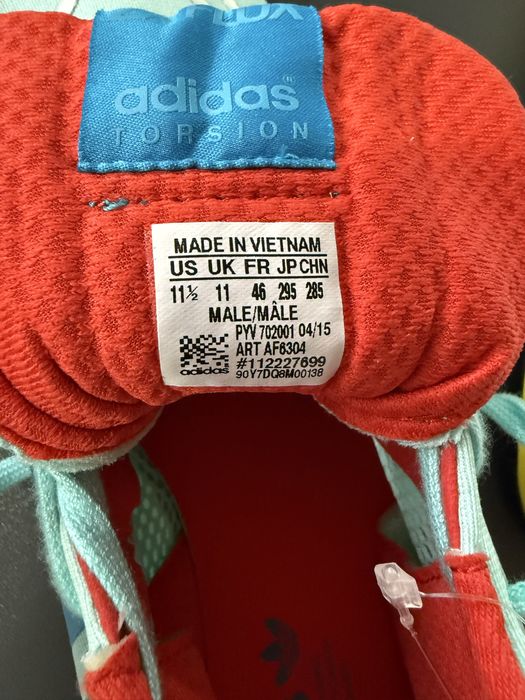 FLUX
adidas®
TORSION
MADE IN VIETNAM
US UK FR JP CHN
11½ 11 46 295 285
MALE/MÂLE
PYV 702001 04/15
ART AF6304
#112227699
90Y7DQ8M00138
adidas